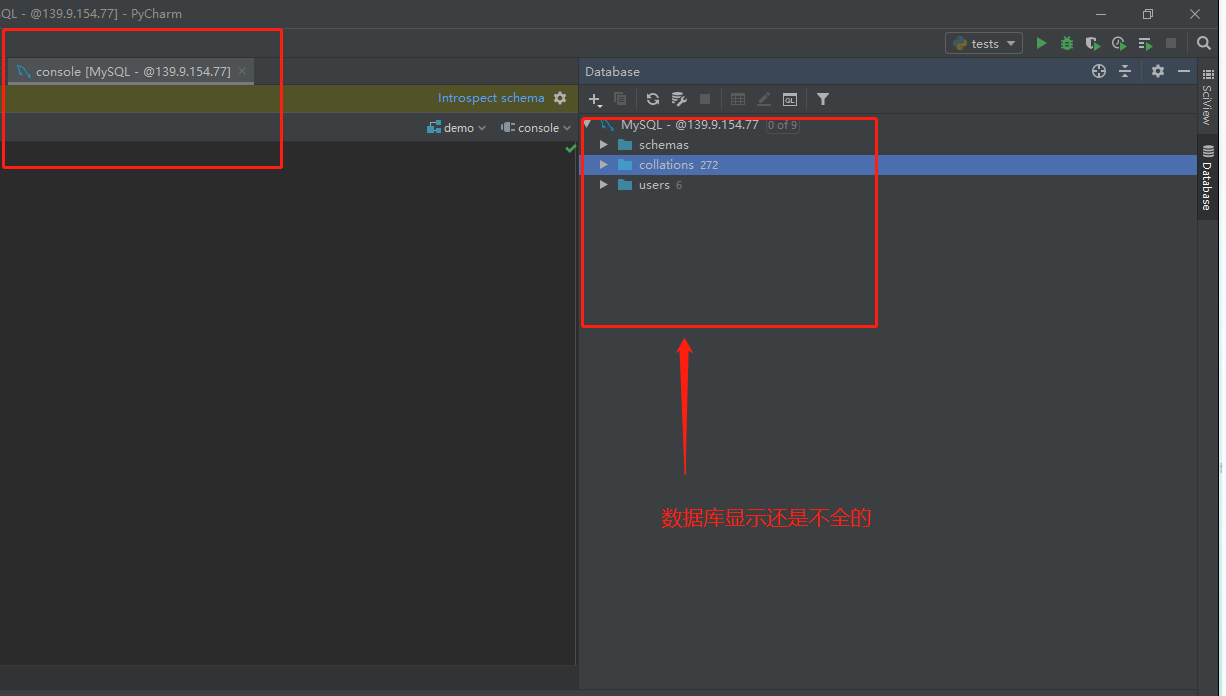 SQL - @139.9.154.77] - PyCharm
tests
console [MySQL - @139.9.154.77]
Database
Introspect schema
QL
demo
console
MySQL - @139.9.154.77 0 of 9
schemas
collations 272
users 6
SciView
Database
数据库显示还是不全的